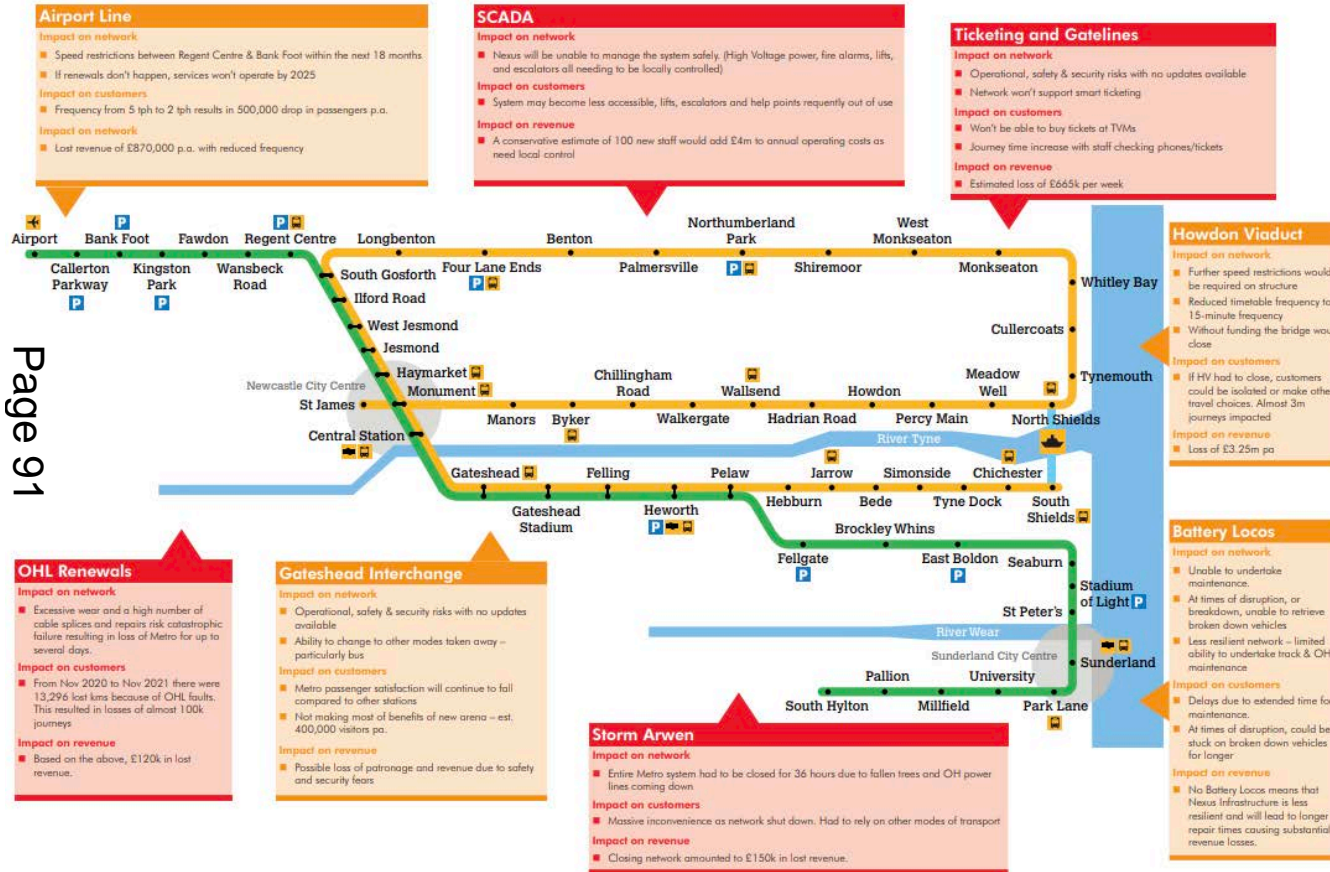 Airport Line
Impact on network
Speed restrictions between Regent Centre & Bank Foot within the next 18 months
If renewals don't happen, services won't operate by 2025
Impact on customers
Frequency from 5 tph to 2 tph results in 500,000 drop in passengers p.a.
Impact on network
Lost revenue of £870,000 p.a. with reduced frequency
SCADA
Impact on network
Nexus will be unable to manage the system safely. (High Voltage power, fire alarms, lifts,
and escalators all needing to be locally controlled)
Impact on customers
System may become less accessible, lifts, escalators and help points requently out of use
Impact on revenue
A conservative estimate of 100 new staff would add £4m to annual operating costs as
need local control
Ticketing and Gatelines
Impact on network
Operational, safety & security risks with no updates available
Network won't support smart ticketing
Impact on customers
Won't be able to buy tickets at TVMs
Journey time increase with staff checking phones/tickets
Impact on revenue
Estimated loss of £665k per week
Howdon Viaduct
Impact on network
Further speed restrictions would
be required on structure
Reduced timetable frequency to
15-minute frequency
Without funding the bridge
close
Impact on customers
If HV had to close, customers
could be isolated or make
travel choices. Almost 3m
journeys impacted
Impact on revenue
Loss of £3.25m pa
Airport
Callerton
Parkway
P
Bank Foot
P
Kingston
Park
P
Fawdon
Wansbeck
Road
Regent Centre
P
Longbenton
Four Lane Ends
P
Benton
Palmersville
Northumberland
Park
P
Shiremoor
West
Monkseaton
Monkseaton
Whitley Bay
Cullercoats
Tynemouth
South Gosforth
Ilford Road
West Jesmond
Jesmond
Haymarket
Newcastle City Centre
Monument
St James
Central Station
Manors
Byker
Chillingham
Road
Walkergate
Wallsend
Hadrian Road
Howdon
Percy Main
Meadow
Well
North Shields
River Tyne
Gateshead
Gateshead
Stadium
Felling
Heworth
P
Pelaw
Hebburn
Jarrow
Bede
Simonside
Tyne Dock
Chichester
South
Shields
Fellgate
P
Brockley Whins
East Boldon
P
Seaburn
Stadium
of Light P
St Peter's
River Wear
Sunderland City Centre
Sunderland
Park Lane
University
Millfield
Pallion
South Hylton
Page 91
OHL Renewals
Impact on network
Excessive wear and a high number of
cable splices and repairs risk catastrophic
failure resulting in loss of Metro for up to
several days.
Impact on customers
From Nov 2020 to Nov 2021 there were
13,296 lost kms because of OHL faults.
This resulted in losses of almost 100k
journeys
Impact on revenue
Based on the above, £120k in lost
revenue.
Gateshead Interchange
Impact on network
Operational, safety & security risks with no updates
available
Ability to change to other modes taken away –
particularly bus
Impact on customers
Metro passenger satisfaction will continue to fall
compared to other stations
Not making most of benefits of new arena – est.
400,000 visitors pa.
Impact on revenue
Possible loss of patronage and revenue due to safety
and security fears
Storm Arwen
Impact on network
Entire Metro system had to be closed for 36 hours due to fallen trees and OH power
lines coming down
Impact on customers
Massive inconvenience as network shut down. Had to rely on other modes of transport
Impact on revenue
Closing network amounted to £150k in lost revenue.
Battery Locos
Impact on network
Unable to undertake
maintenance.
At times of disruption, or
breakdown, unable to retrieve
broken down vehicles
Less resilient network – limited
ability to undertake track &
maintenance
Impact on customers
Delays due to extended time for
maintenance.
At times of disruption, could be
stuck on broken down vehicles
for longer
Impact on revenue
No Battery Locos means that
Nexus Infrastructure is less
resilient and will lead to longer
repair times causing substantial
revenue losses.